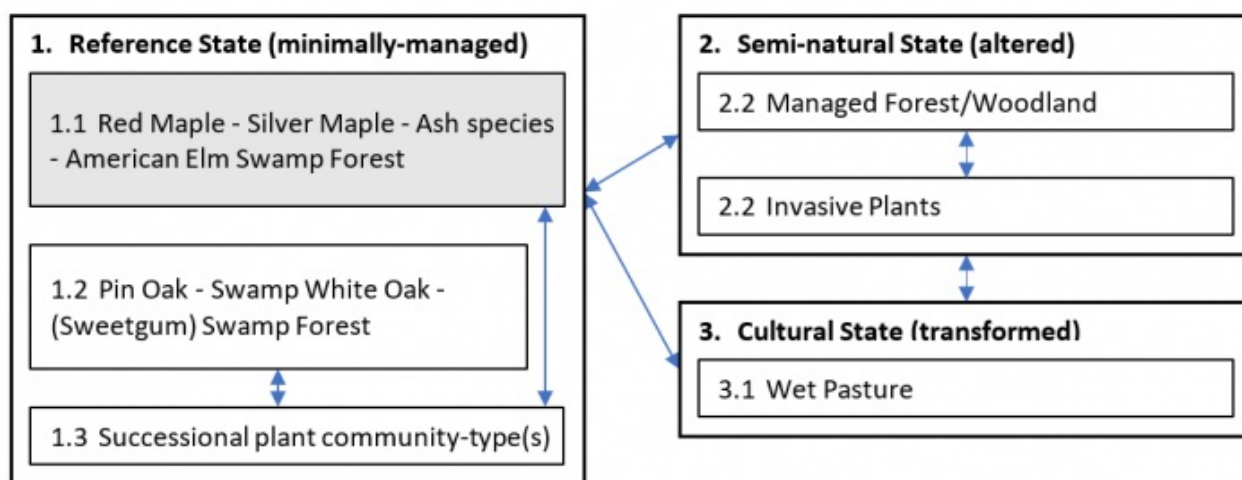 1. Reference State (minimally-managed)
1.1 Red Maple - Silver Maple - Ash species
- American Elm Swamp Forest
1.2 Pin Oak - Swamp White Oak -
(Sweetgum) Swamp Forest
1.3 Successional plant community-type(s)
2. Semi-natural State (altered)
2.2 Managed Forest/Woodland
2.2 Invasive Plants
3. Cultural State (transformed)
3.1 Wet Pasture